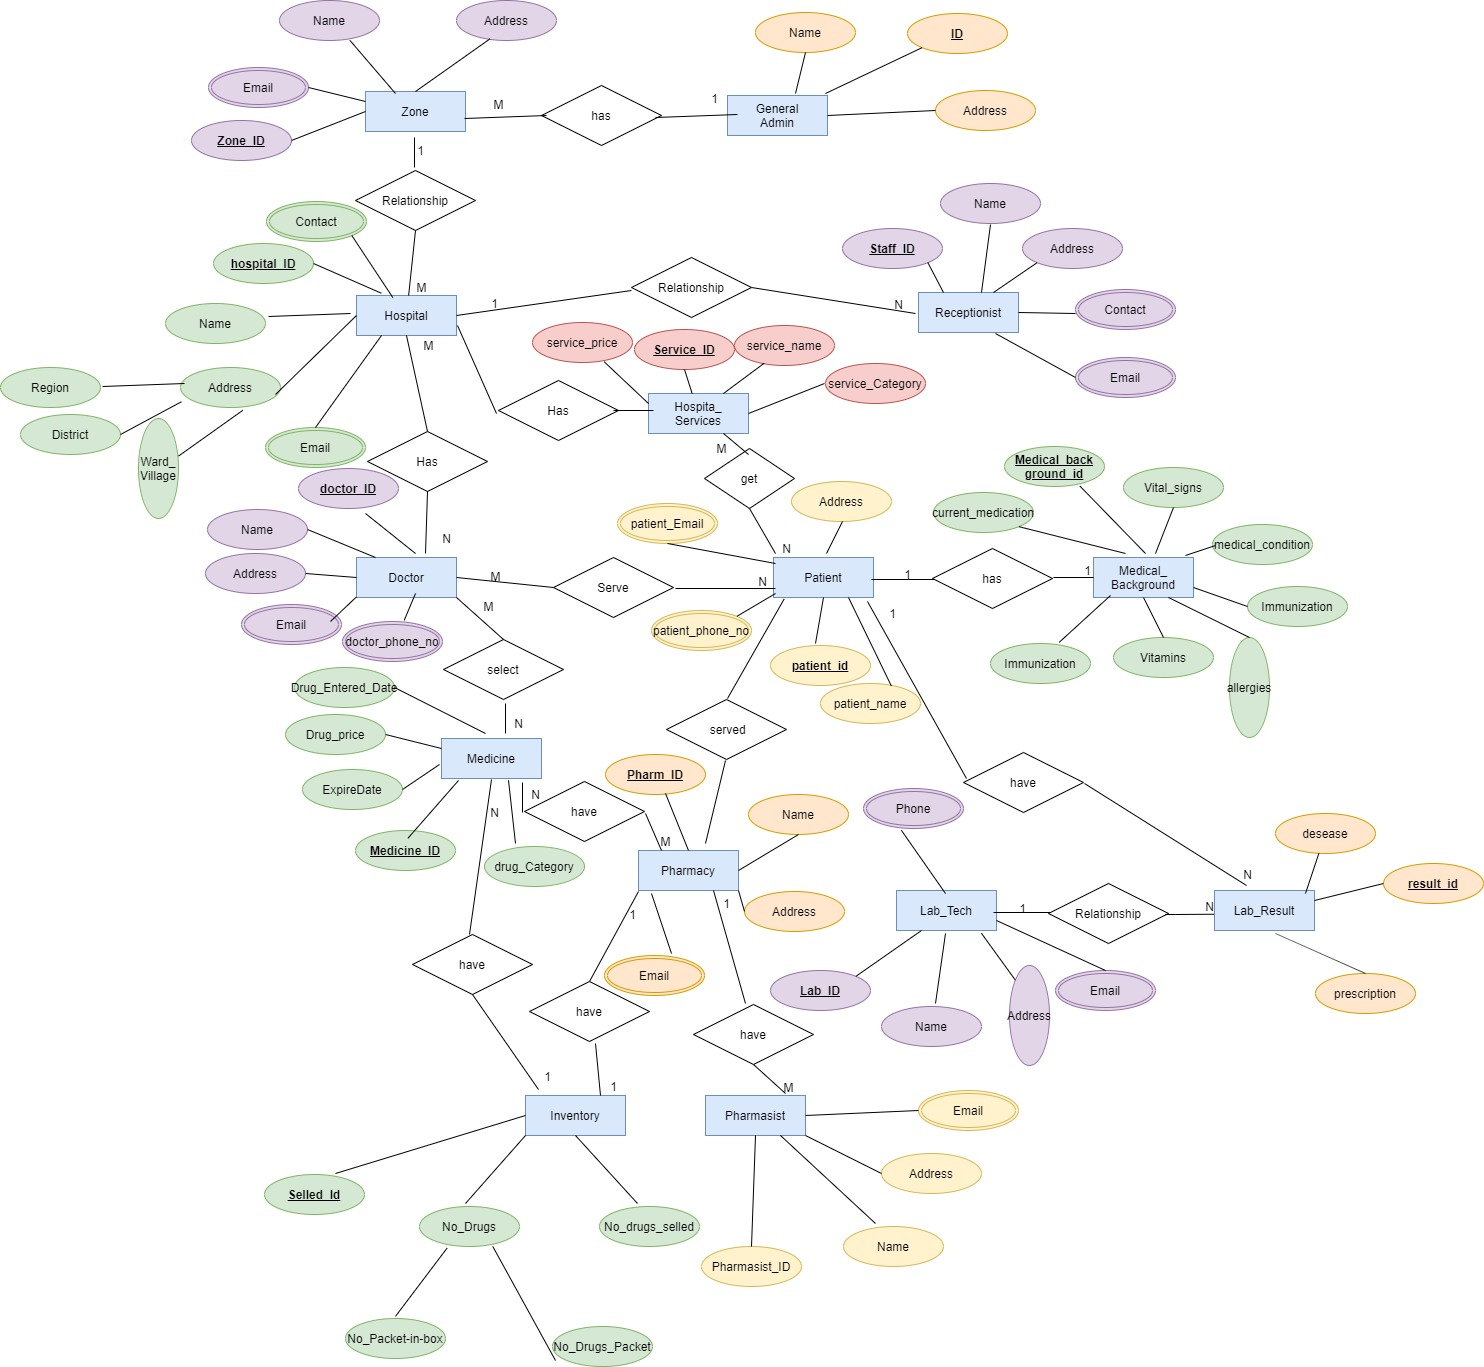 Name
Address
Name
ID
Email
Zone
M
has
1
General
Admin
Address
Zone_ID
1
Relationship
Name
Contact
Staff_ID
Address
hospital_ID
M
Relationship
1
N
Receptionist
Contact
Name
Hospital
M
service_price
Service_ID
service_name
Email
Region
Address
service_Category
Has
Hospita_
Services
District
Email
M
Has
Ward_
Village
get
Medical_back
ground_id
Vital_signs
doctor_ID
Address
current_medication
patient_Email
Name
N
N
medical_condition
Address
Doctor
M
Serve
N
Patient
1
has
1
Medical_
Background
Immunization
Email
doctor_phone_no
M
patient_phone_no
1
select
patient_id
Immunization
Vitamins
allergies
Drug_Entered_Date
patient_name
N
Drug_price
served
Medicine
Pharm_ID
ExpireDate
N
have
have
N
Name
Phone
desease
Medicine_ID
M
drug_Category
Pharmacy
N
result_id
1
1
Address
Lab_Tech
1
Relationship
N
Lab_Result
have
Email
Lab_ID
Email
prescription
have
have
Name
Address
1
1
M
Inventory
Pharmasist
Email
Address
Selled_Id
No_Drugs
No_drugs_selled
Name
Pharmasist_ID
No_Packet-in-box
No_Drugs_Packet